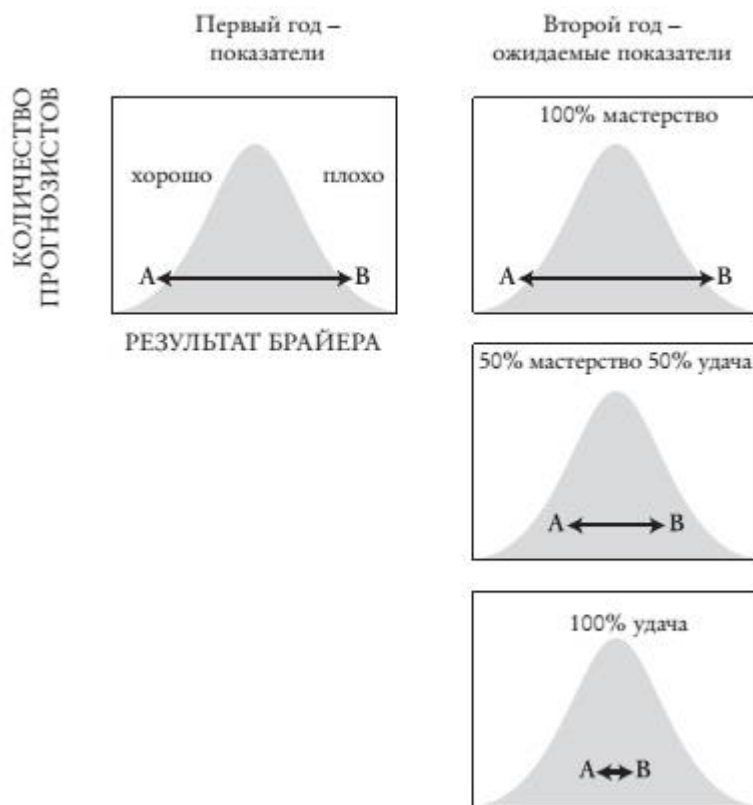 Первый год –
показатели
Второй год –
ожидаемые показатели
КОЛИЧЕСТВО
ПРОГНОЗИСТОВ
хорошо
плохо
A
B
РЕЗУЛЬТАТ БРАЙЕРА
100% мастерство
A
B
50% мастерство 50% удача
A
B
100% удача
A
B